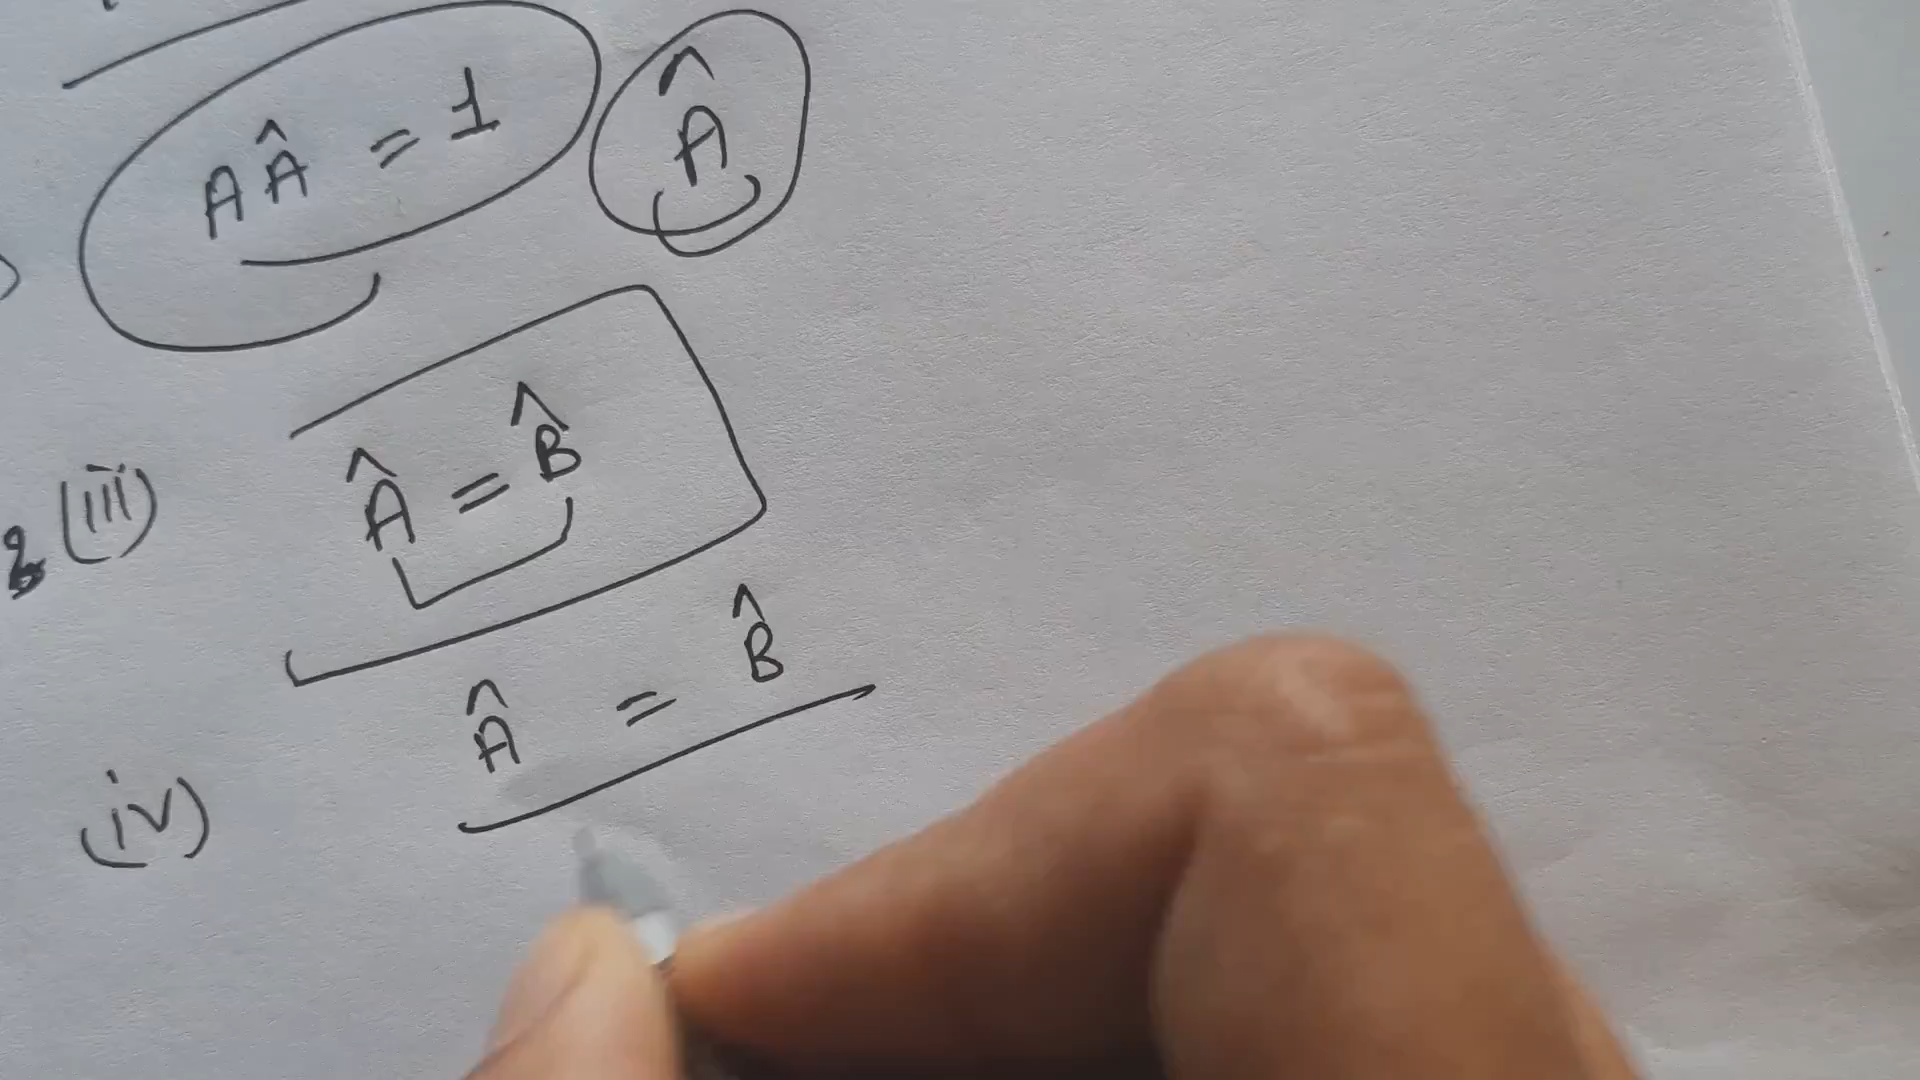 AÂ = 1 Â
(iii) Â = B̂
Â = B̂
(iv)